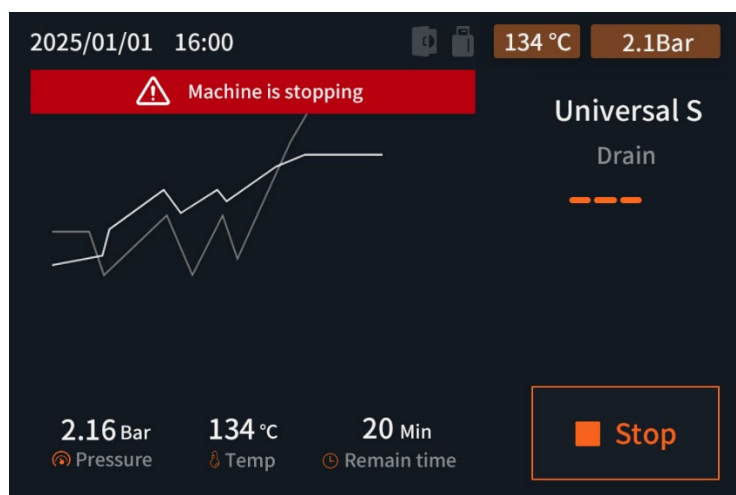 2025/01/01 16:00 134 °C 2.1Bar
Machine is stopping
Universal S
Drain
2.16 Bar 134 °C 20 Min
Pressure Temp Remain time
Stop